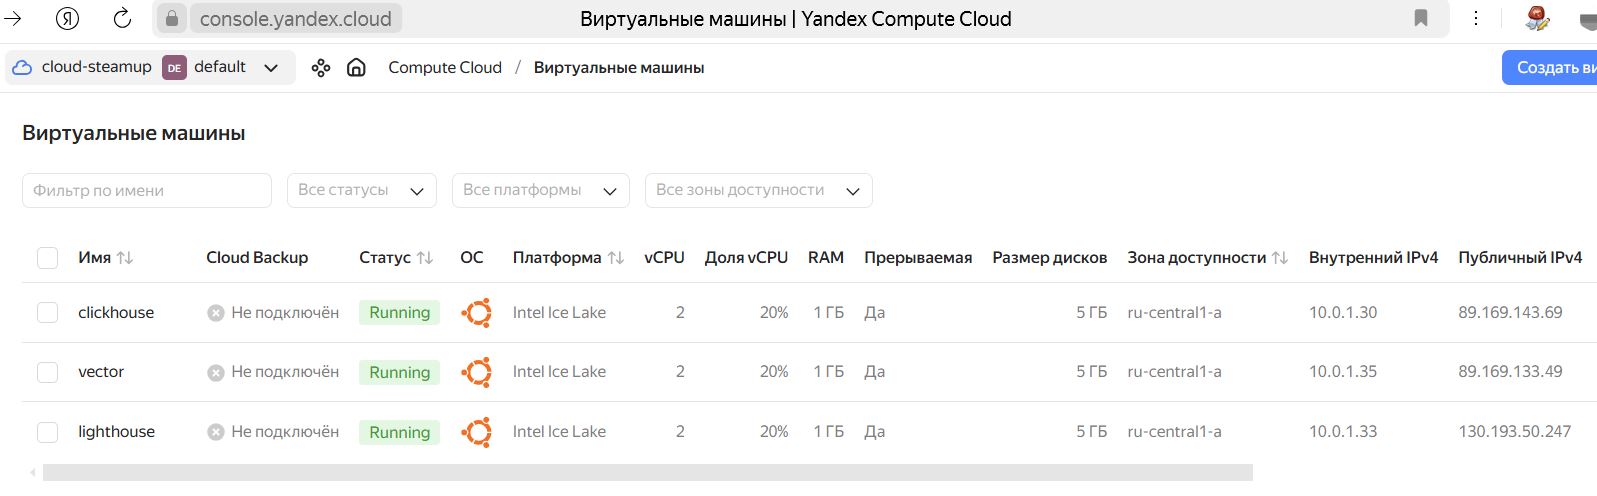 Я console.yandex.cloud Виртуальные машины | Yandex Compute Cloud
cloud-steamup DE default Compute Cloud / Виртуальные машины Создать ви
Виртуальные машины
Фильтр по имени Все статусы Все платформы Все зоны доступности
Имя Cloud Backup Статус ОС Платформа vCPU Доля vCPU RAM Прерываемая Размер дисков Зона доступности Внутренний IPv4 Публичный IPv4
clickhouse Не подключён Running Intel Ice Lake 2 20% 1 ГБ Да 5 ГБ ru-central1-a 10.0.1.30 89.169.143.69
vector Не подключён Running Intel Ice Lake 2 20% 1 ГБ Да 5 ГБ ru-central1-a 10.0.1.35 89.169.133.49
lighthouse Не подключён Running Intel Ice Lake 2 20% 1 ГБ Да 5 ГБ ru-central1-a 10.0.1.33 130.193.50.247